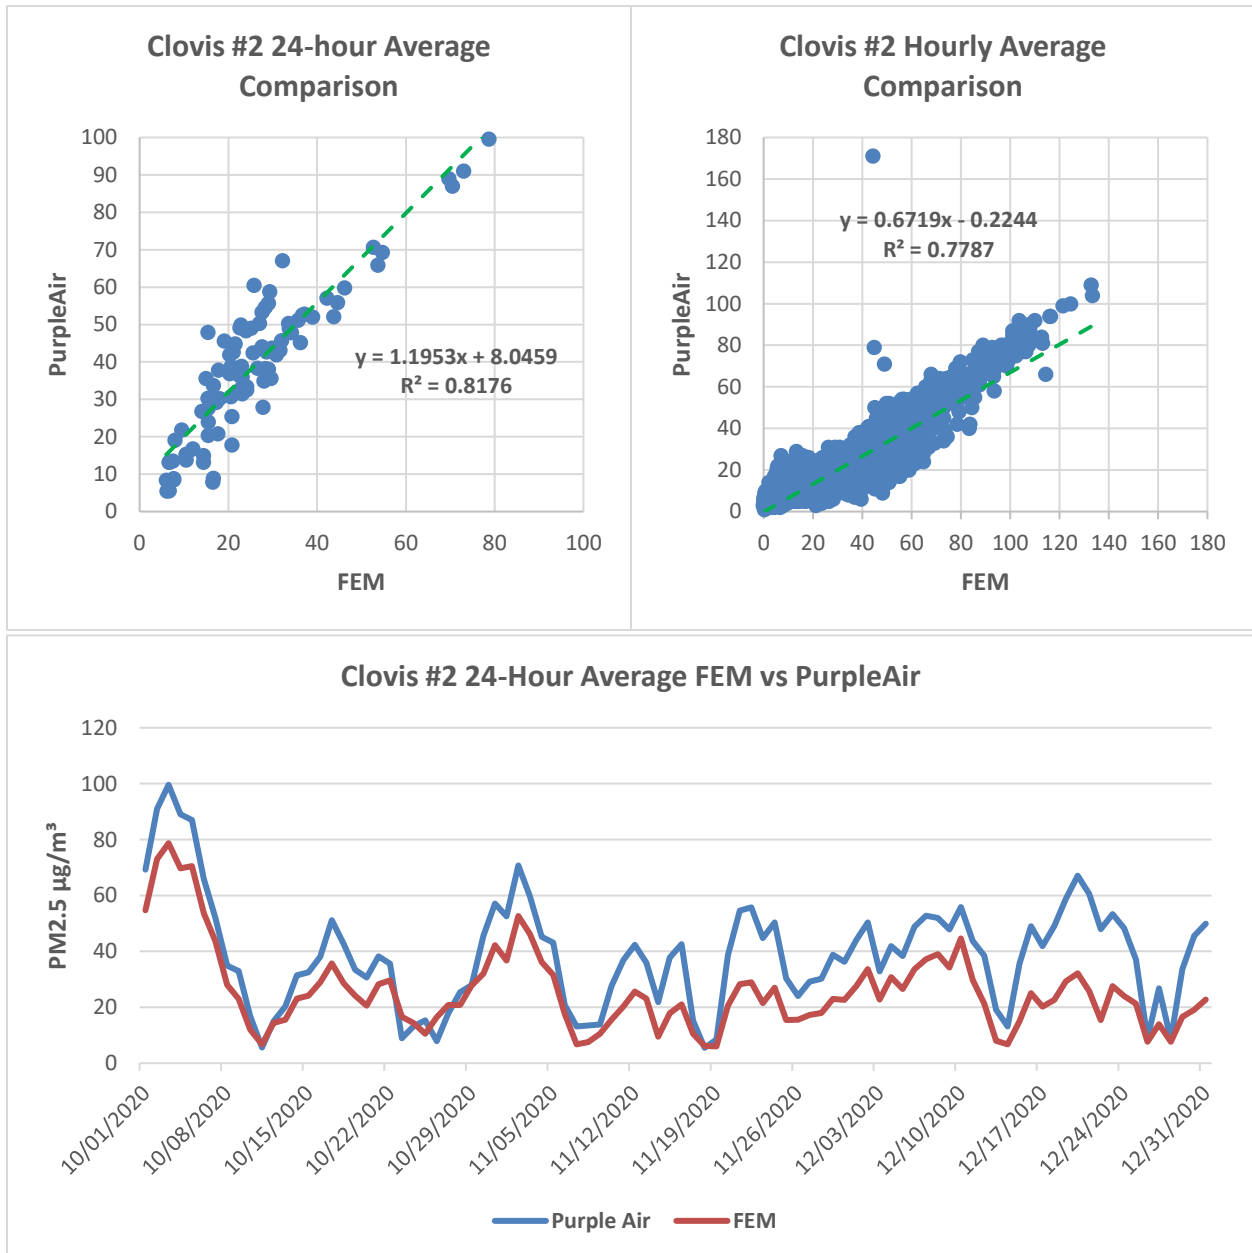 Clovis #2 24-hour Average
Comparison
100
90
80
70
60
50
40
30
20
10
0
PurpleAir
y = 1.1953x + 8.0459
R² = 0.8176
0 20 40 60 80 100
FEM
Clovis #2 Hourly Average
Comparison
180
160
140
120
100
80
60
40
20
0
PurpleAir
y = 0.6719x - 0.2244
R² = 0.7787
0 20 40 60 80 100 120 140 160 180
FEM
Clovis #2 24-Hour Average FEM vs PurpleAir
120
100
80
60
40
20
0
PM2.5 µg/m³
10/01/2020
10/08/2020
10/15/2020
10/22/2020
10/29/2020
11/05/2020
11/12/2020
11/19/2020
11/26/2020
12/03/2020
12/10/2020
12/17/2020
12/24/2020
12/31/2020
Purple Air FEM